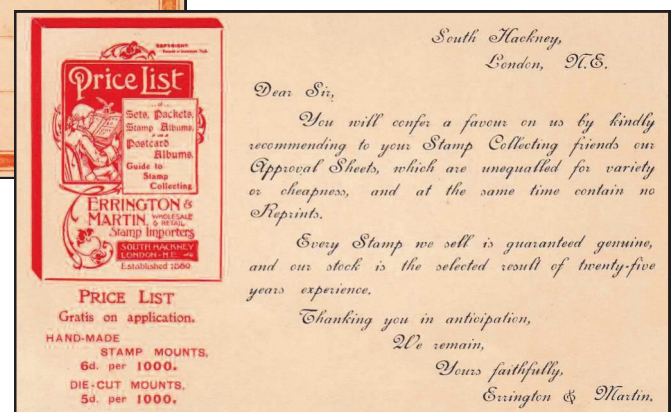 COPYRIGHT
Price List
of
Sets, Packets,
Stamp Albums,
and
Postcard
Albums.
Guide to
Stamp
Collecting
ERRINGTON &
MARTIN, WHOLESALE
& RETAIL
Stamp Importers
SOUTH HACKNEY
LONDON - N.E.
Established 1880
PRICE LIST
Gratis on application.
HAND-MADE
STAMP MOUNTS,
6d. per 1000.
DIE-CUT MOUNTS,
5d. per 1000.
South Hackney,
London, N.E.
Dear Sir,
You will confer a favour on us by kindly
recommending to your Stamp Collecting friends our
Approval Sheets, which are unequalled for variety
or cheapness, and at the same time contain no
Reprints.
Every Stamp we sell is guaranteed genuine,
and our stock is the selected result of twenty-five
years experience.
Thanking you in anticipation,
We remain,
Yours faithfully,
Errington & Martin.